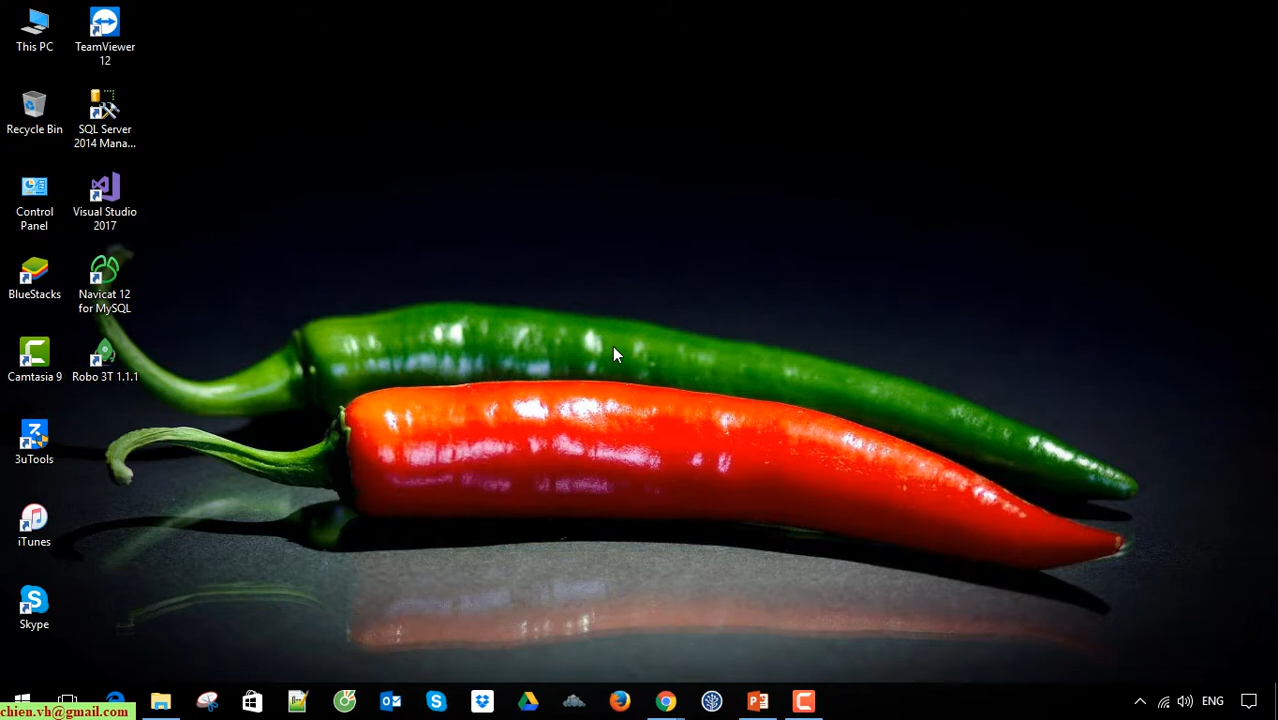 This PC
TeamViewer
12
Recycle Bin
SQL Server
2014 Mana...
Control
Panel
Visual Studio
2017
BlueStacks
Navicat 12
for MySQL
Camtasia 9
Robo 3T 1.1.1
3uTools
iTunes
Skype
chien.vh@gmail.com
ENG